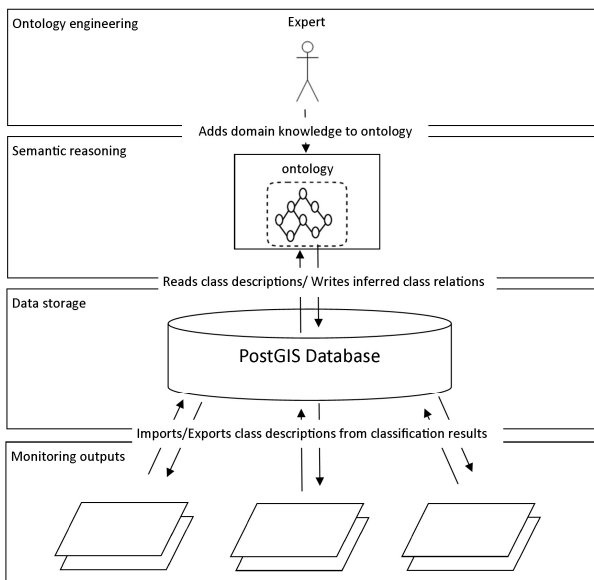 Ontology engineering
Expert
Adds domain knowledge to ontology
Semantic reasoning
ontology
Reads class descriptions/ Writes inferred class relations
Data storage
PostGIS Database
Imports/Exports class descriptions from classification results
Monitoring outputs